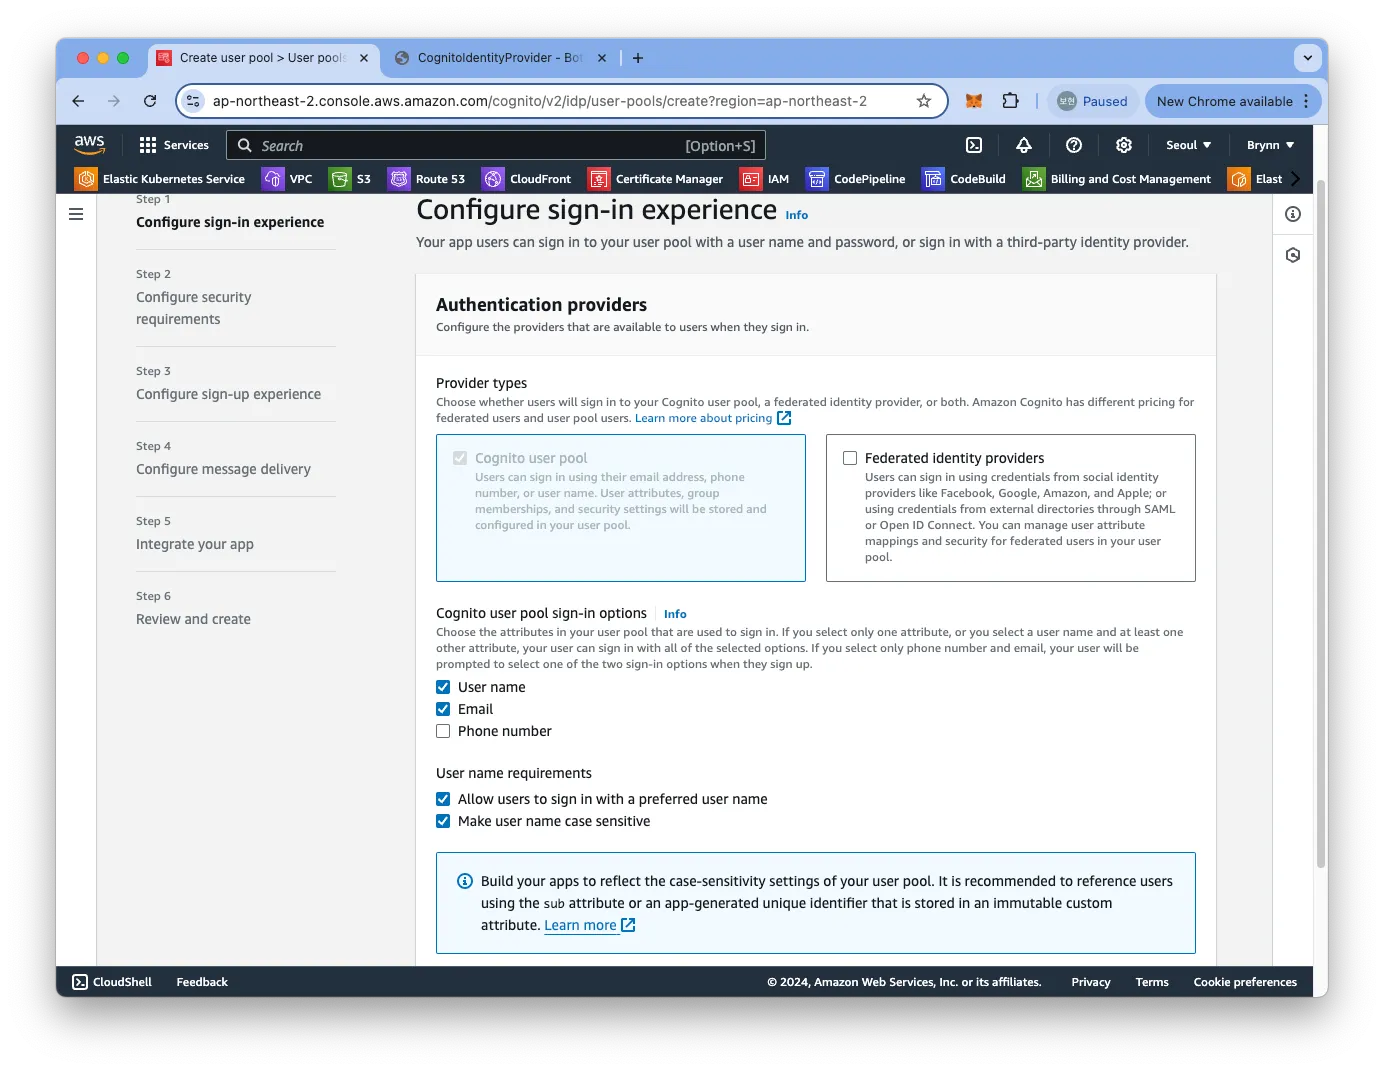 Create user pool > User pools
CognitoIdentityProvider - Bot
ap-northeast-2.console.aws.amazon.com/cognito/v2/idp/user-pools/create?region=ap-northeast-2
보현 Paused
New Chrome available
aws
Services
Search
[Option+S]
Seoul
Brynn
Elastic Kubernetes Service
VPC
S3
Route 53
CloudFront
Certificate Manager
IAM
CodePipeline
CodeBuild
Billing and Cost Management
Elast
Step 1
Configure sign-in experience
Step 2
Configure security
requirements
Step 3
Configure sign-up experience
Step 4
Configure message delivery
Step 5
Integrate your app
Step 6
Review and create
Configure sign-in experience Info
Your app users can sign in to your user pool with a user name and password, or sign in with a third-party identity provider.
Authentication providers
Configure the providers that are available to users when they sign in.
Provider types
Choose whether users will sign in to your Cognito user pool, a federated identity provider, or both. Amazon Cognito has different pricing for
federated users and user pool users. Learn more about pricing
Cognito user pool
Users can sign in using their email address, phone
number, or user name. User attributes, group
memberships, and security settings will be stored and
configured in your user pool.
Federated identity providers
Users can sign in using credentials from social identity
providers like Facebook, Google, Amazon, and Apple; or
using credentials from external directories through SAML
or Open ID Connect. You can manage user attribute
mappings and security for federated users in your user
pool.
Cognito user pool sign-in options Info
Choose the attributes in your user pool that are used to sign in. If you select only one attribute, or you select a user name and at least one
other attribute, your user can sign in with all of the selected options. If you select only phone number and email, your user will be
prompted to select one of the two sign-in options when they sign up.
User name
Email
Phone number
User name requirements
Allow users to sign in with a preferred user name
Make user name case sensitive
Build your apps to reflect the case-sensitivity settings of your user pool. It is recommended to reference users
using the sub attribute or an app-generated unique identifier that is stored in an immutable custom
attribute. Learn more
CloudShell
Feedback
© 2024, Amazon Web Services, Inc. or its affiliates.
Privacy
Terms
Cookie preferences